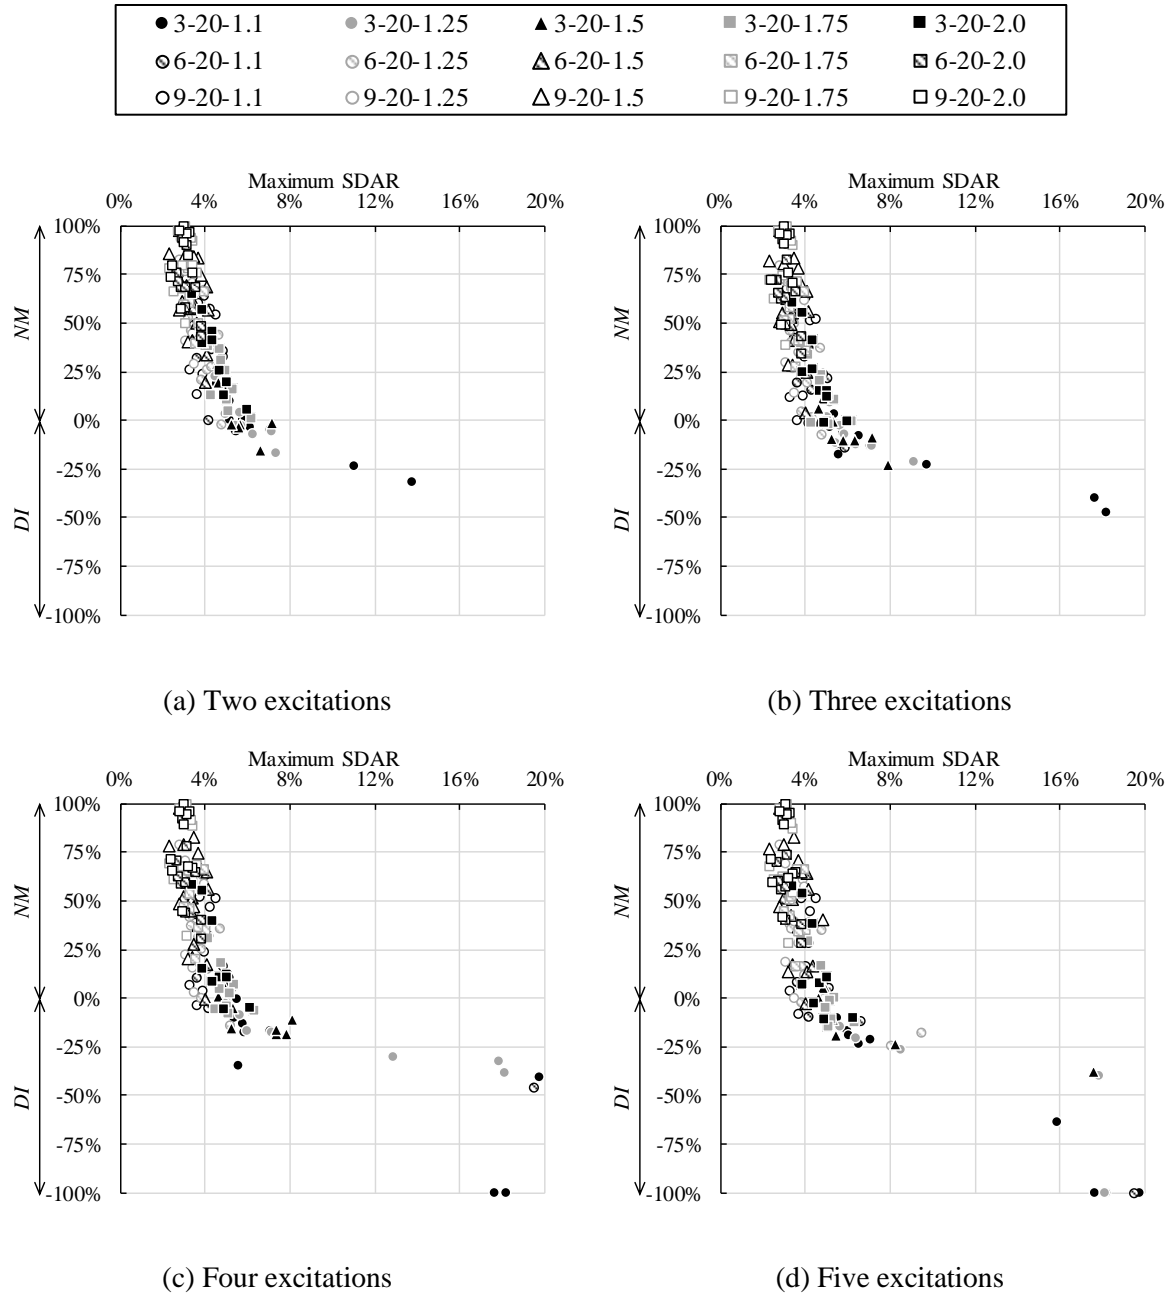 3-20-1.1 3-20-1.25 3-20-1.5 3-20-1.75 3-20-2.0
6-20-1.1 6-20-1.25 6-20-1.5 6-20-1.75 6-20-2.0
9-20-1.1 9-20-1.25 9-20-1.5 9-20-1.75 9-20-2.0
Maximum SDAR
0% 4% 8% 12% 16% 20%
100%
75%
50%
25%
0%
-25%
-50%
-75%
-100%
NM
DI
(a) Two excitations
Maximum SDAR
0% 4% 8% 12% 16% 20%
100%
75%
50%
25%
0%
-25%
-50%
-75%
-100%
NM
DI
(b) Three excitations
Maximum SDAR
0% 4% 8% 12% 16% 20%
100%
75%
50%
25%
0%
-25%
-50%
-75%
-100%
NM
DI
(c) Four excitations
Maximum SDAR
0% 4% 8% 12% 16% 20%
100%
75%
50%
25%
0%
-25%
-50%
-75%
-100%
NM
DI
(d) Five excitations